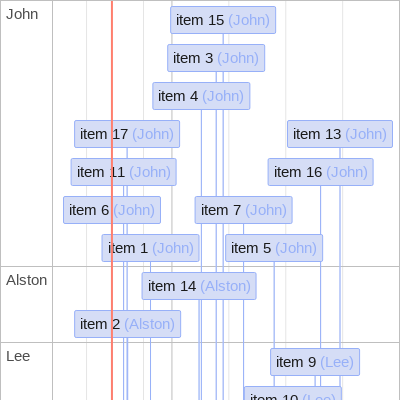 John
item 15 (John)
item 3 (John)
item 4 (John)
item 17 (John)
item 13 (John)
item 11 (John)
item 16 (John)
item 6 (John)
item 7 (John)
item 1 (John)
item 5 (John)
Alston
item 14 (Alston)
item 2 (Alston)
Lee
item 9 (Lee)
item 10 (Lee)